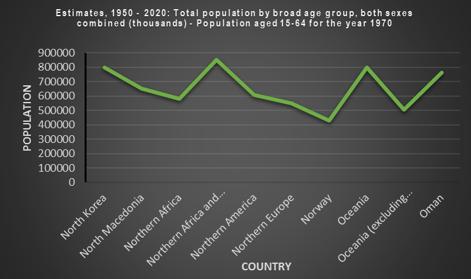 Estimates, 1950 - 2020: Total population by broad age group, both sexes
combined (thousands) - Population aged 15-64 for the year 1970
900000
800000
700000
600000
500000
400000
300000
200000
100000
0
POPULATION
North Korea
North Macedonia
Northern Africa
Northern Africa and...
Northern America
Northern Europe
Norway
Oceania
Oceania (excluding...
Oman
COUNTRY